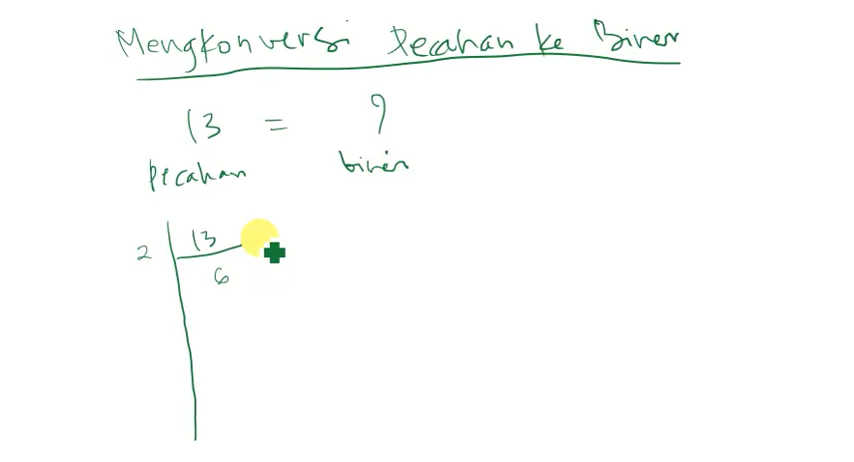 Mengkonversi Pecahan ke Biner
13 = ?
Pecahan biner
2 13
6